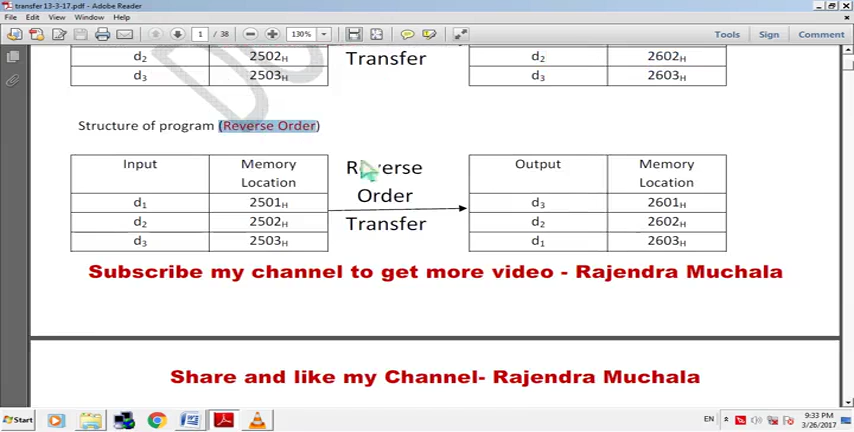 transfer 13-3-17.pdf - Adobe Reader
File Edit View Window Help
1 / 38 130% Tools Sign Comment
d2 2502H Transfer d2 2602H
d3 2503H d3 2603H
Structure of program (Reverse Order)
Input Memory Location Reverse Order Transfer Output Memory Location
d1 2501H d3 2601H
d2 2502H d2 2602H
d3 2503H d1 2603H
Subscribe my channel to get more video - Rajendra Muchala
Share and like my Channel- Rajendra Muchala
Start EN 9:33 PM
3/26/2017